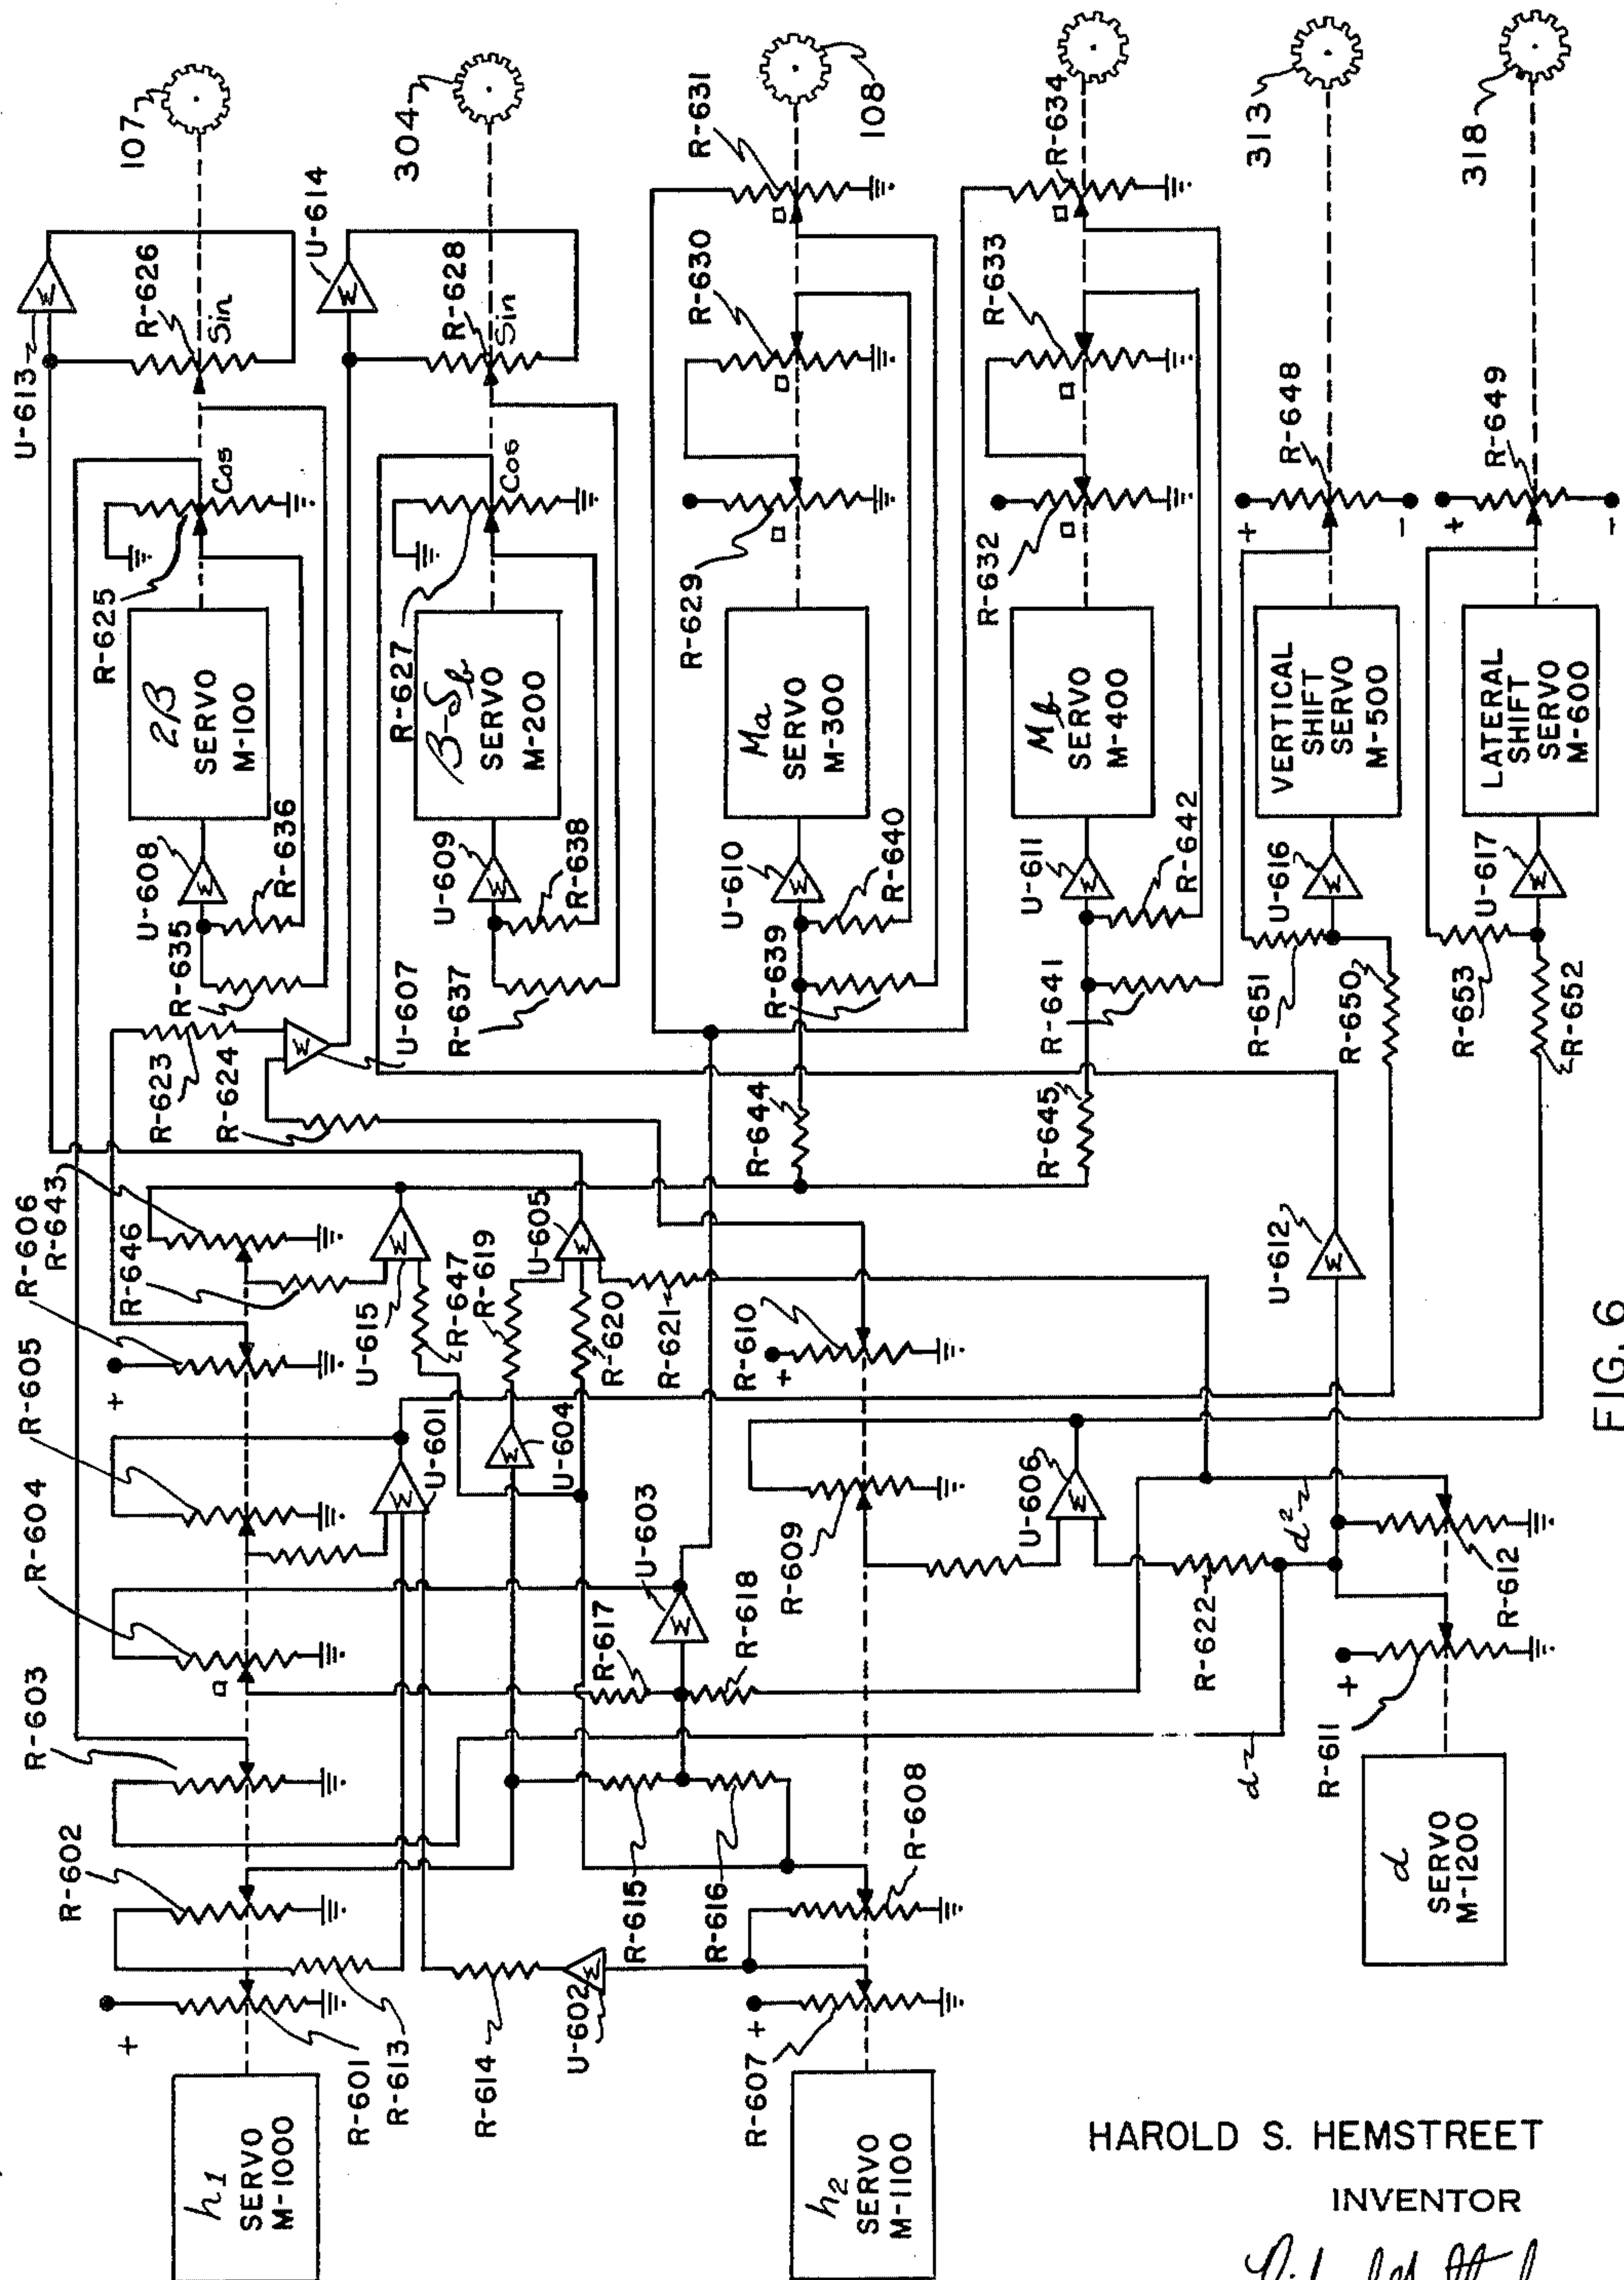 107
U-613
R-626
Sin
R-625
Cos
2β
SERVO
M-100
U-608
R-636
R-635
304
U-614
R-628
Sin
R-627
Cos
β-δb
SERVO
M-200
U-609
R-638
R-637
U-607
R-623
R-624
R-631
108
R-630
R-629
Ma
SERVO
M-300
U-610
R-640
R-639
R-644
R-634
R-633
R-632
Mb
SERVO
M-400
U-611
R-642
R-641
R-645
313
R-648
+
-
VERTICAL
SHIFT
SERVO
M-500
U-616
R-651
R-650
318
R-649
+
-
LATERAL
SHIFT
SERVO
M-600
U-617
R-653
R-652
R-643
R-606
R-646
+
R-605
R-604
R-603
R-602
+
R-601
R-613
h1
SERVO
M-1000
U-615
R-647
R-619
U-605
R-620
R-621
U-601
U-604
U-603
R-617
R-618
R-615
R-616
R-614
U-602
R-610
+
R-609
U-606
R-608
R-607
+
h2
SERVO
M-1100
U-612
R-622
d²
d
R-612
R-611
+
d
SERVO
M-1200
FIG. 6
HAROLD S. HEMSTREET
INVENTOR